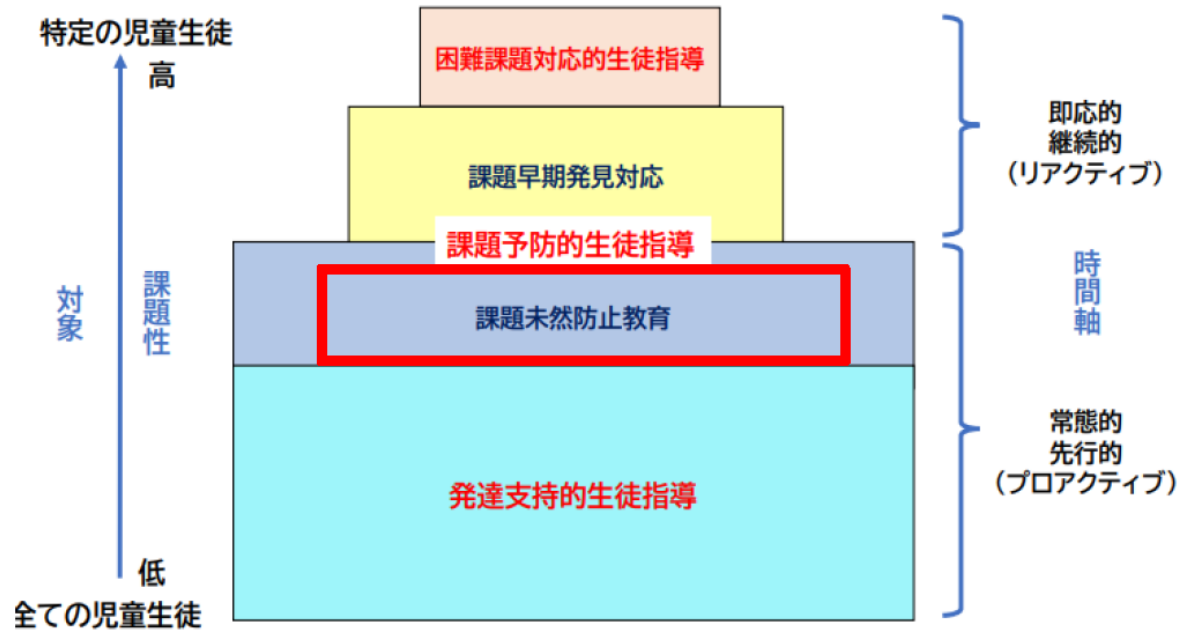 特定の児童生徒
高
困難課題対応的生徒指導
即応的
継続的
(リアクティブ)
課題早期発見対応
課題予防的生徒指導
対象
課題性
課題未然防止教育
時間軸
常態的
先行的
(プロアクティブ)
発達支持的生徒指導
低
全ての児童生徒